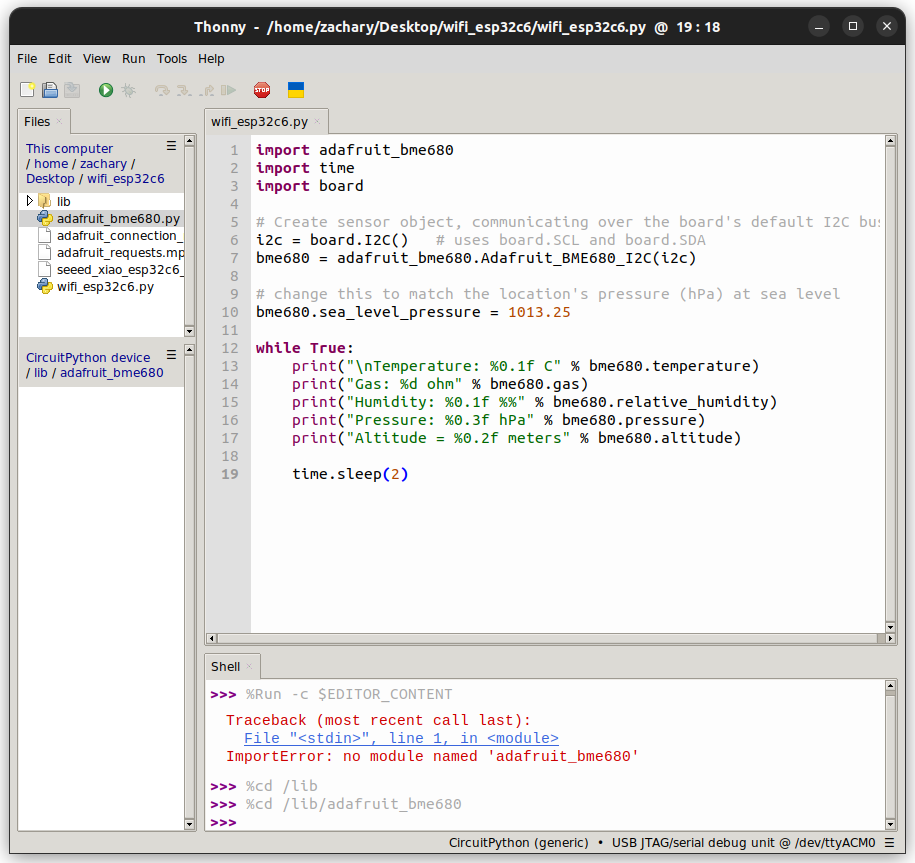 Thonny - /home/zachary/Desktop/wifi_esp32c6/wifi_esp32c6.py @ 19:18
File Edit View Run Tools Help
STOP
Files
This computer
/ home / zachary /
Desktop / wifi_esp32c6
lib
adafruit_bme680.py
adafruit_connection_
adafruit_requests.mp
seeed_xiao_esp32c6_
wifi_esp32c6.py
CircuitPython device
/ lib / adafruit_bme680
wifi_esp32c6.py
1 import adafruit_bme680
2 import time
3 import board
4
5 # Create sensor object, communicating over the board's default I2C bus
6 i2c = board.I2C()   # uses board.SCL and board.SDA
7 bme680 = adafruit_bme680.Adafruit_BME680_I2C(i2c)
8
9 # change this to match the location's pressure (hPa) at sea level
10 bme680.sea_level_pressure = 1013.25
11
12 while True:
13     print("\nTemperature: %0.1f C" % bme680.temperature)
14     print("Gas: %d ohm" % bme680.gas)
15     print("Humidity: %0.1f %%" % bme680.relative_humidity)
16     print("Pressure: %0.3f hPa" % bme680.pressure)
17     print("Altitude = %0.2f meters" % bme680.altitude)
18
19     time.sleep(2)
Shell
>>> %Run -c $EDITOR_CONTENT
Traceback (most recent call last):
File "<stdin>", line 1, in <module>
ImportError: no module named 'adafruit_bme680'
>>> %cd /lib
>>> %cd /lib/adafruit_bme680
>>>
CircuitPython (generic) • USB JTAG/serial debug unit @ /dev/ttyACM0